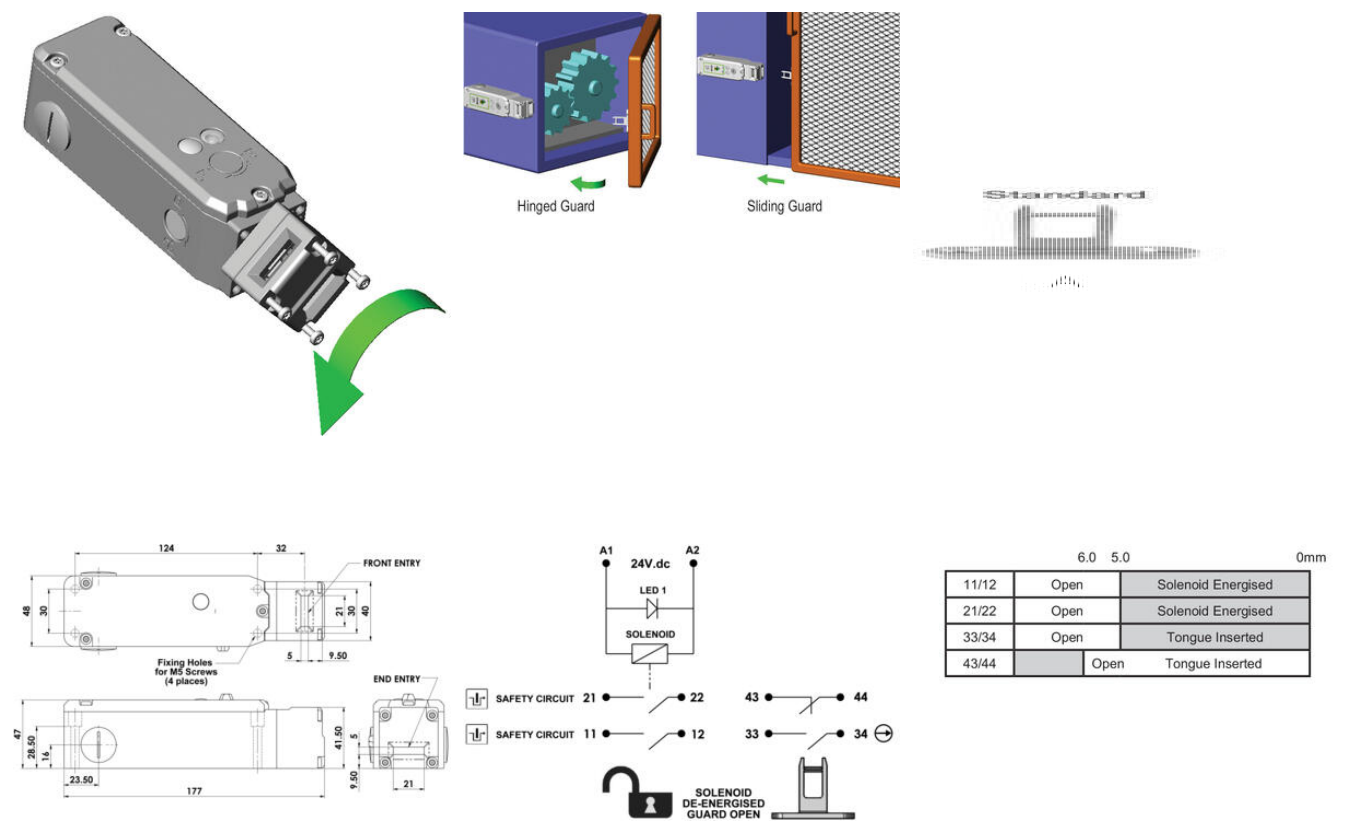 Hinged Guard
Sliding Guard
124
32
FRONT ENTRY
48
30
21
30
40
5
9.50
Fixing Holes
for M5 Screws
(4 places)
END ENTRY
47
28.50
16
23.50
177
41.50
5
9.50
21
A1
A2
24V.dc
LED 1
SOLENOID
SAFETY CIRCUIT 21
22
43
44
SAFETY CIRCUIT 11
12
33
34
SOLENOID
DE-ENERGISED
GUARD OPEN
6.0 5.0 0mm
11/12 Open Solenoid Energised
21/22 Open Solenoid Energised
33/34 Open Tongue Inserted
43/44 Open Tongue Inserted